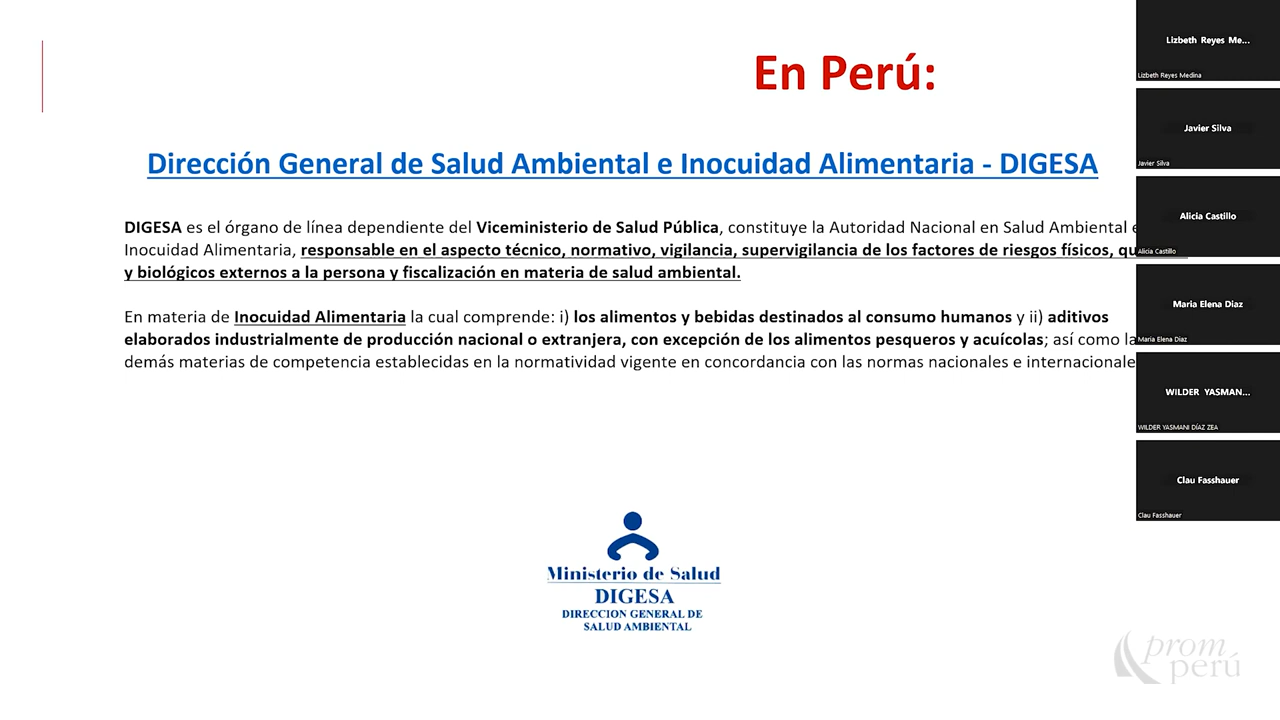 En Perú:
Dirección General de Salud Ambiental e Inocuidad Alimentaria - DIGESA
DIGESA es el órgano de línea dependiente del Viceministerio de Salud Pública, constituye la Autoridad Nacional en Salud Ambiental e
Inocuidad Alimentaria, responsable en el aspecto técnico, normativo, vigilancia, supervigilancia de los factores de riesgos físicos,
y biológicos externos a la persona y fiscalización en materia de salud ambiental.
En materia de Inocuidad Alimentaria la cual comprende: i) los alimentos y bebidas destinados al consumo humanos y ii) aditivos
elaborados industrialmente de producción nacional o extranjera, con excepción de los alimentos pesqueros y acuícolas; así como
demás materias de competencia establecidas en la normatividad vigente en concordancia con las normas nacionales e
Ministerio de Salud
DIGESA
DIRECCION GENERAL DE
SALUD AMBIENTAL
prom
perú
Lizbeth Reyes Me...
Lizbeth Reyes Medina
Javier Silva
Javier Silva
Alicia Castillo
Alicia Castillo
Maria Elena Diaz
Maria Elena Diaz
WILDER YASMAN...
WILDER YASMANI DÍAZ ZEA
Clau Fasshauer
Clau Fasshauer